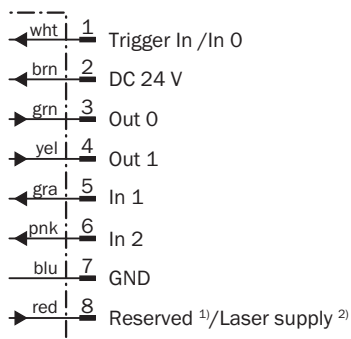 wht 1 Trigger In /In 0
brn 2 DC 24 V
grn 3 Out 0
yel 4 Out 1
gra 5 In 1
pnk 6 In 2
blu 7 GND
red 8 Reserved 1)/Laser supply 2)